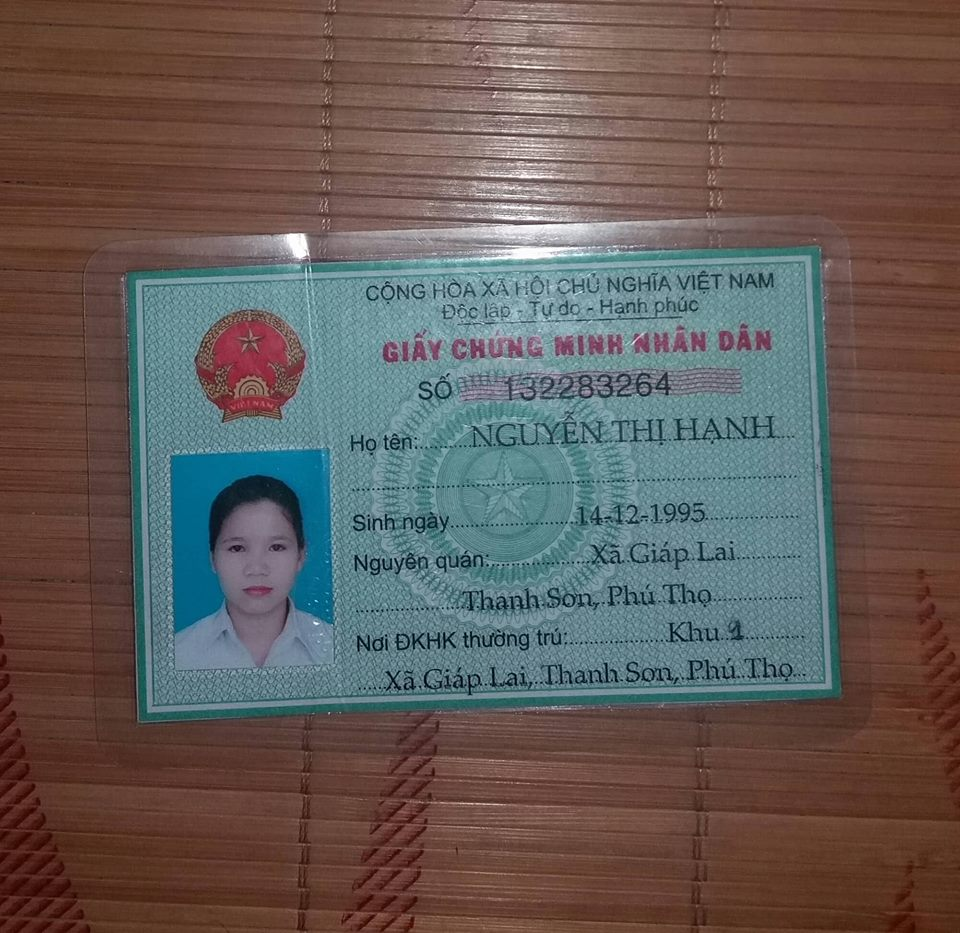 CỘNG HÒA XÃ HỘI CHỦ NGHĨA VIỆT NAM
Độc lập - Tự do - Hạnh phúc
GIẤY CHỨNG MINH NHÂN DÂN
SỐ 132283264
VIỆT NAM
Họ tên: NGUYỄN THỊ HẠNH
Sinh ngày 14-12-1995
Nguyên quán: Xã Giáp Lai
Thanh Sơn, Phú Thọ
Nơi ĐKHK thường trú: Khu
Xã Giáp Lai, Thanh Sơn, Phú Thọ